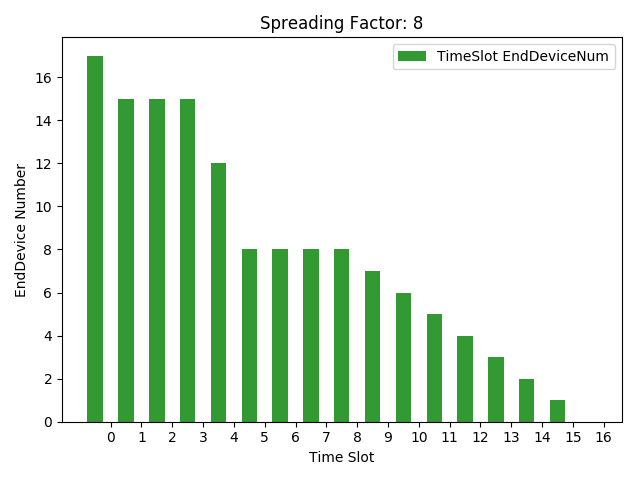 Spreading Factor: 8
TimeSlot EndDeviceNum
EndDevice Number
16
14
12
10
8
6
4
2
0
0 1 2 3 4 5 6 7 8 9 10 11 12 13 14 15 16
Time Slot